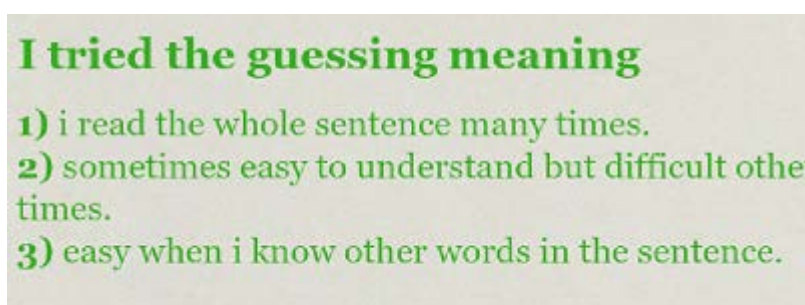 I tried the guessing meaning
1) i read the whole sentence many times.
2) sometimes easy to understand but difficult othe
times.
3) easy when i know other words in the sentence.